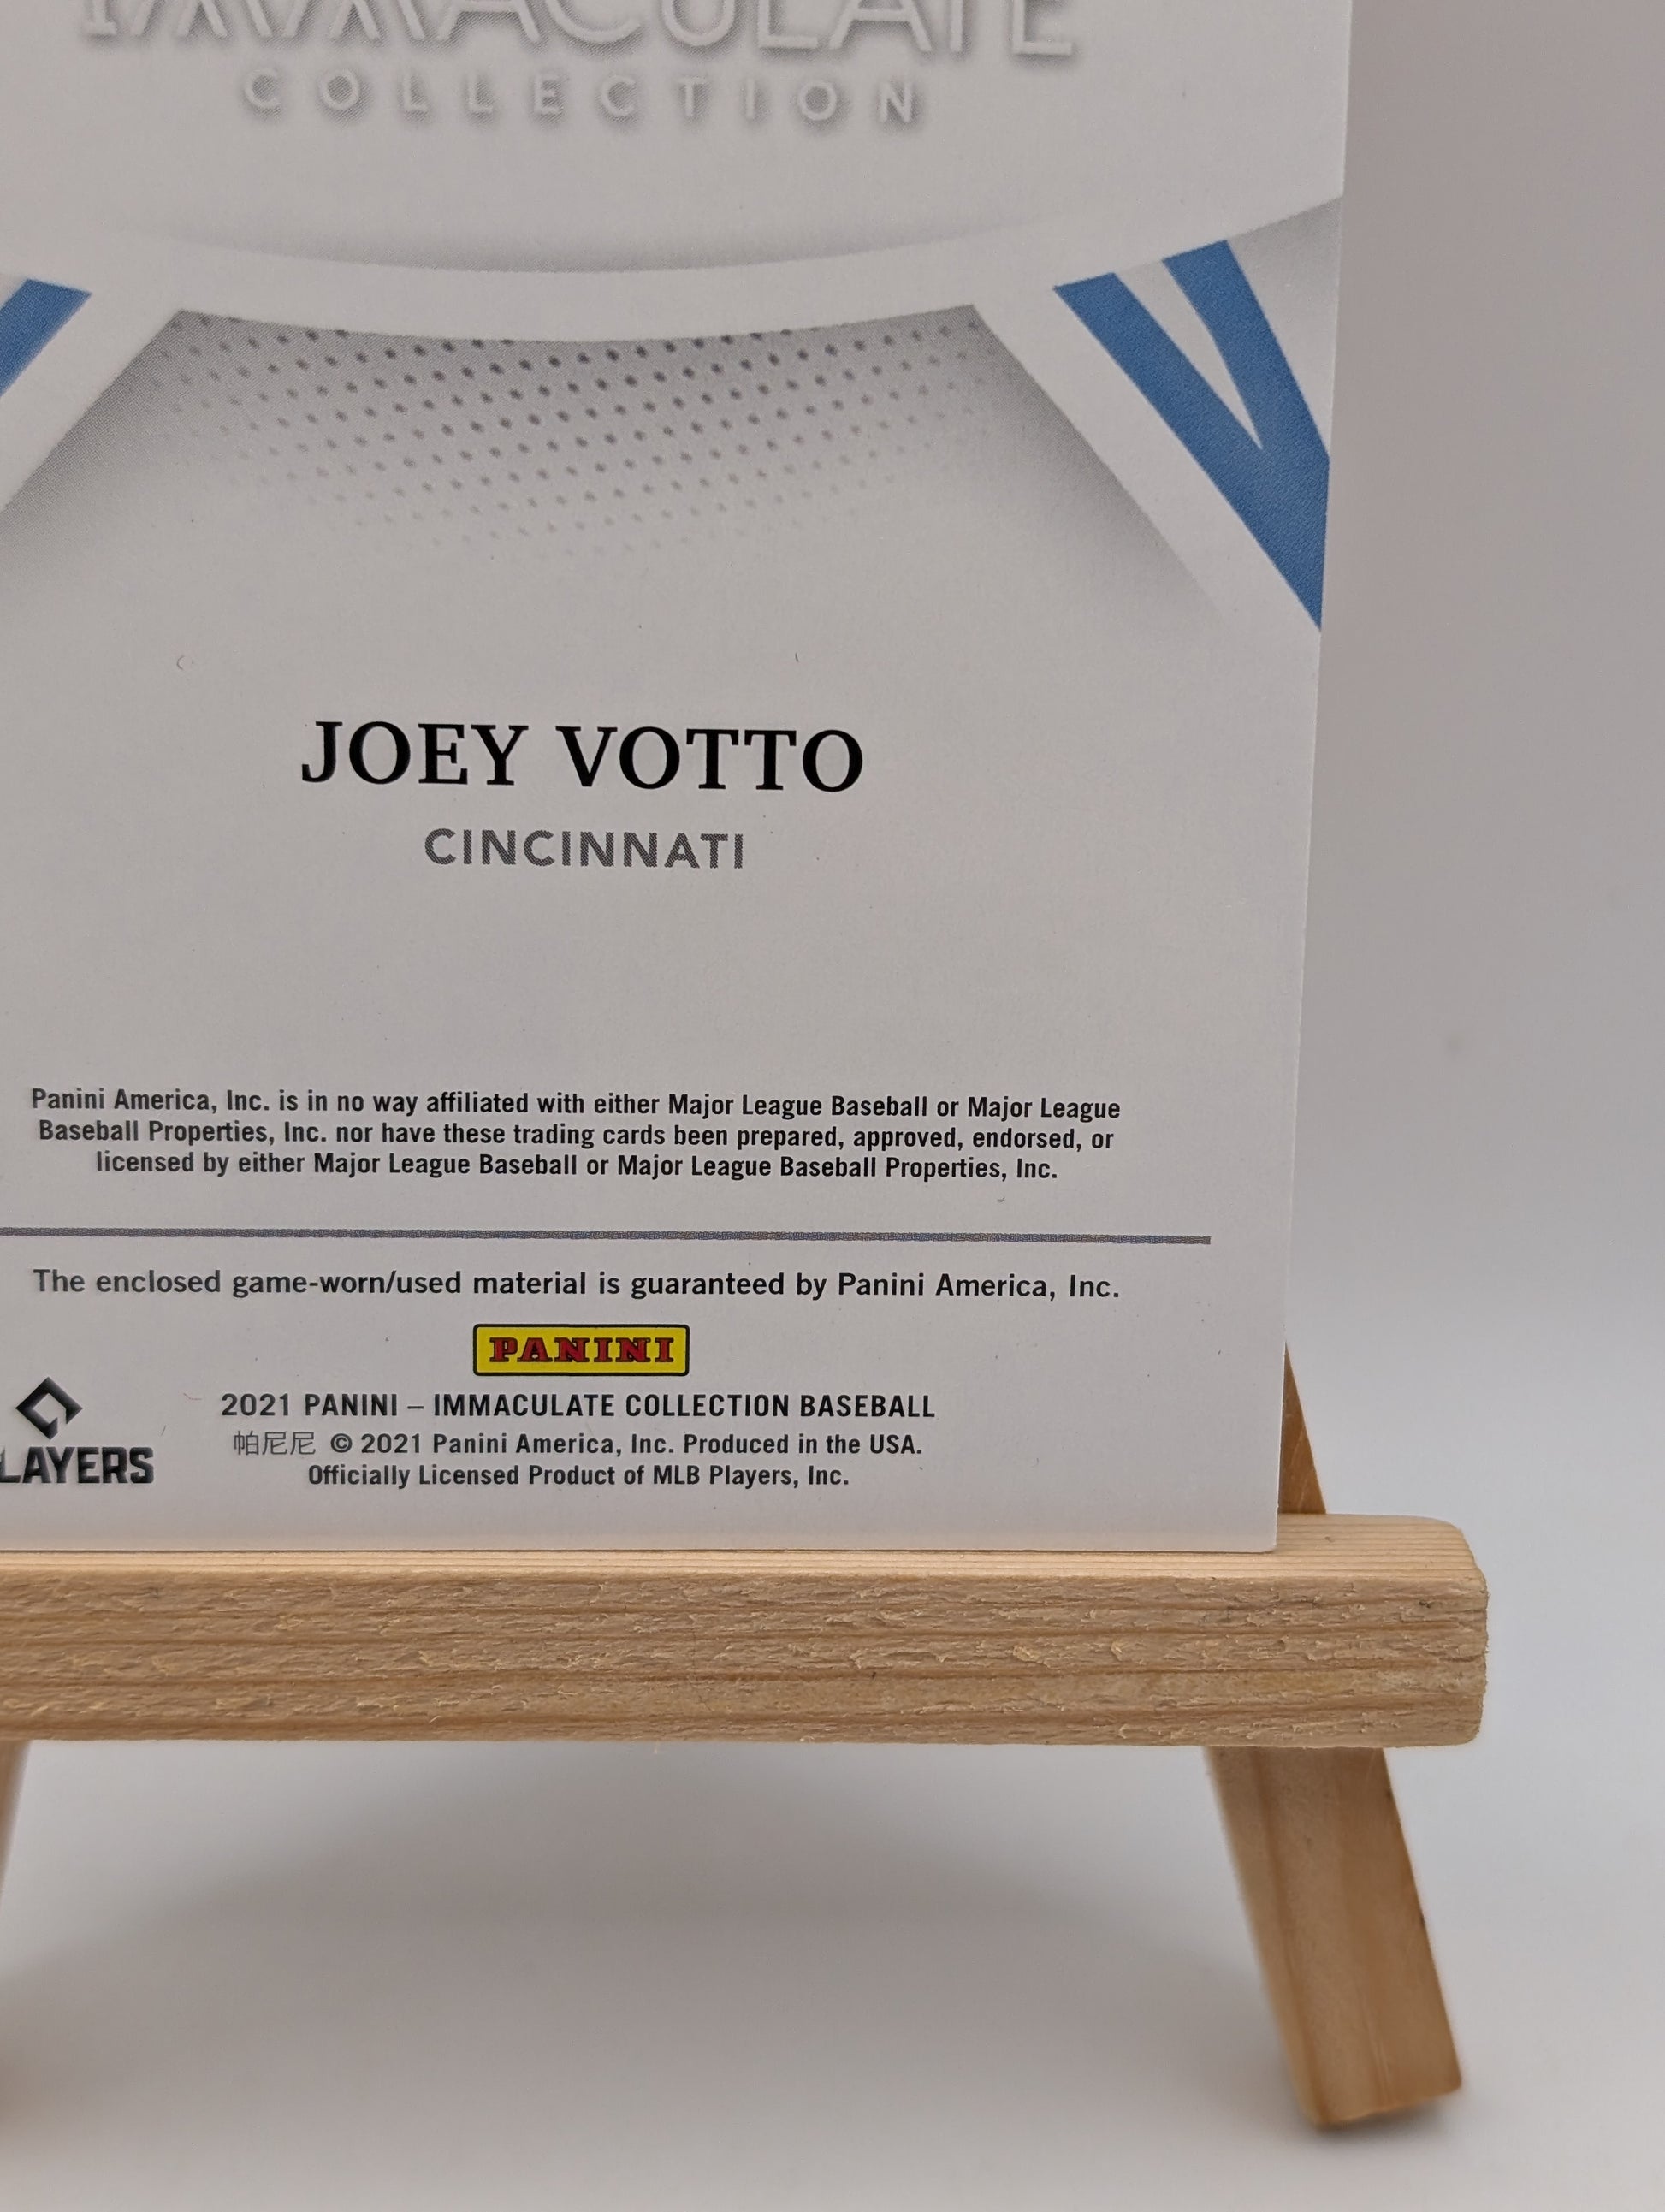 IMMACULATE
COLLECTION
JOEY VOTTO
CINCINNATI
Panini America, Inc. is in no way affiliated with either Major League Baseball or Major League
Baseball Properties, Inc. nor have these trading cards been prepared, approved, endorsed, or
licensed by either Major League Baseball or Major League Baseball Properties, Inc.
The enclosed game-worn/used material is guaranteed by Panini America, Inc.
PANINI
2021 PANINI – IMMACULATE COLLECTION BASEBALL
帕尼尼 © 2021 Panini America, Inc. Produced in the USA.
Officially Licensed Product of MLB Players, Inc.
LAYERS